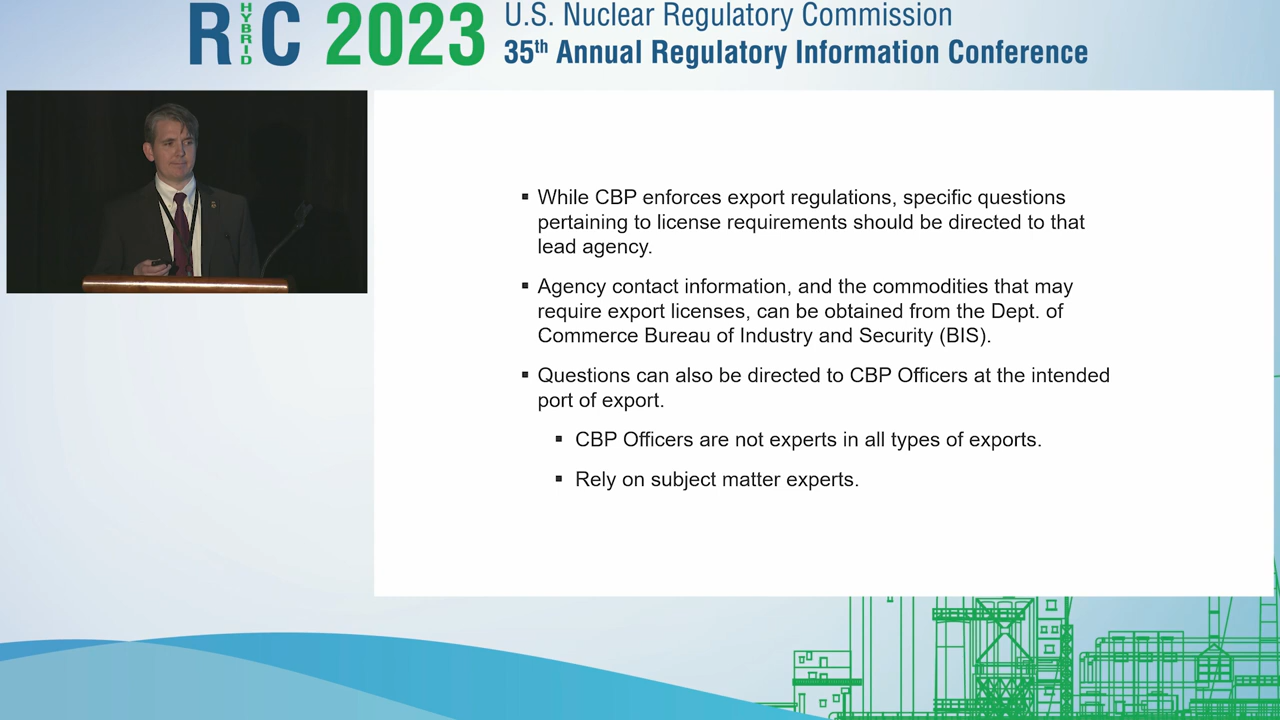 RIC 2023
HYBRID
U.S. Nuclear Regulatory Commission
35th Annual Regulatory Information Conference
▪ While CBP enforces export regulations, specific questions
pertaining to license requirements should be directed to that
lead agency.
▪ Agency contact information, and the commodities that may
require export licenses, can be obtained from the Dept. of
Commerce Bureau of Industry and Security (BIS).
▪ Questions can also be directed to CBP Officers at the intended
port of export.
▪ CBP Officers are not experts in all types of exports.
▪ Rely on subject matter experts.